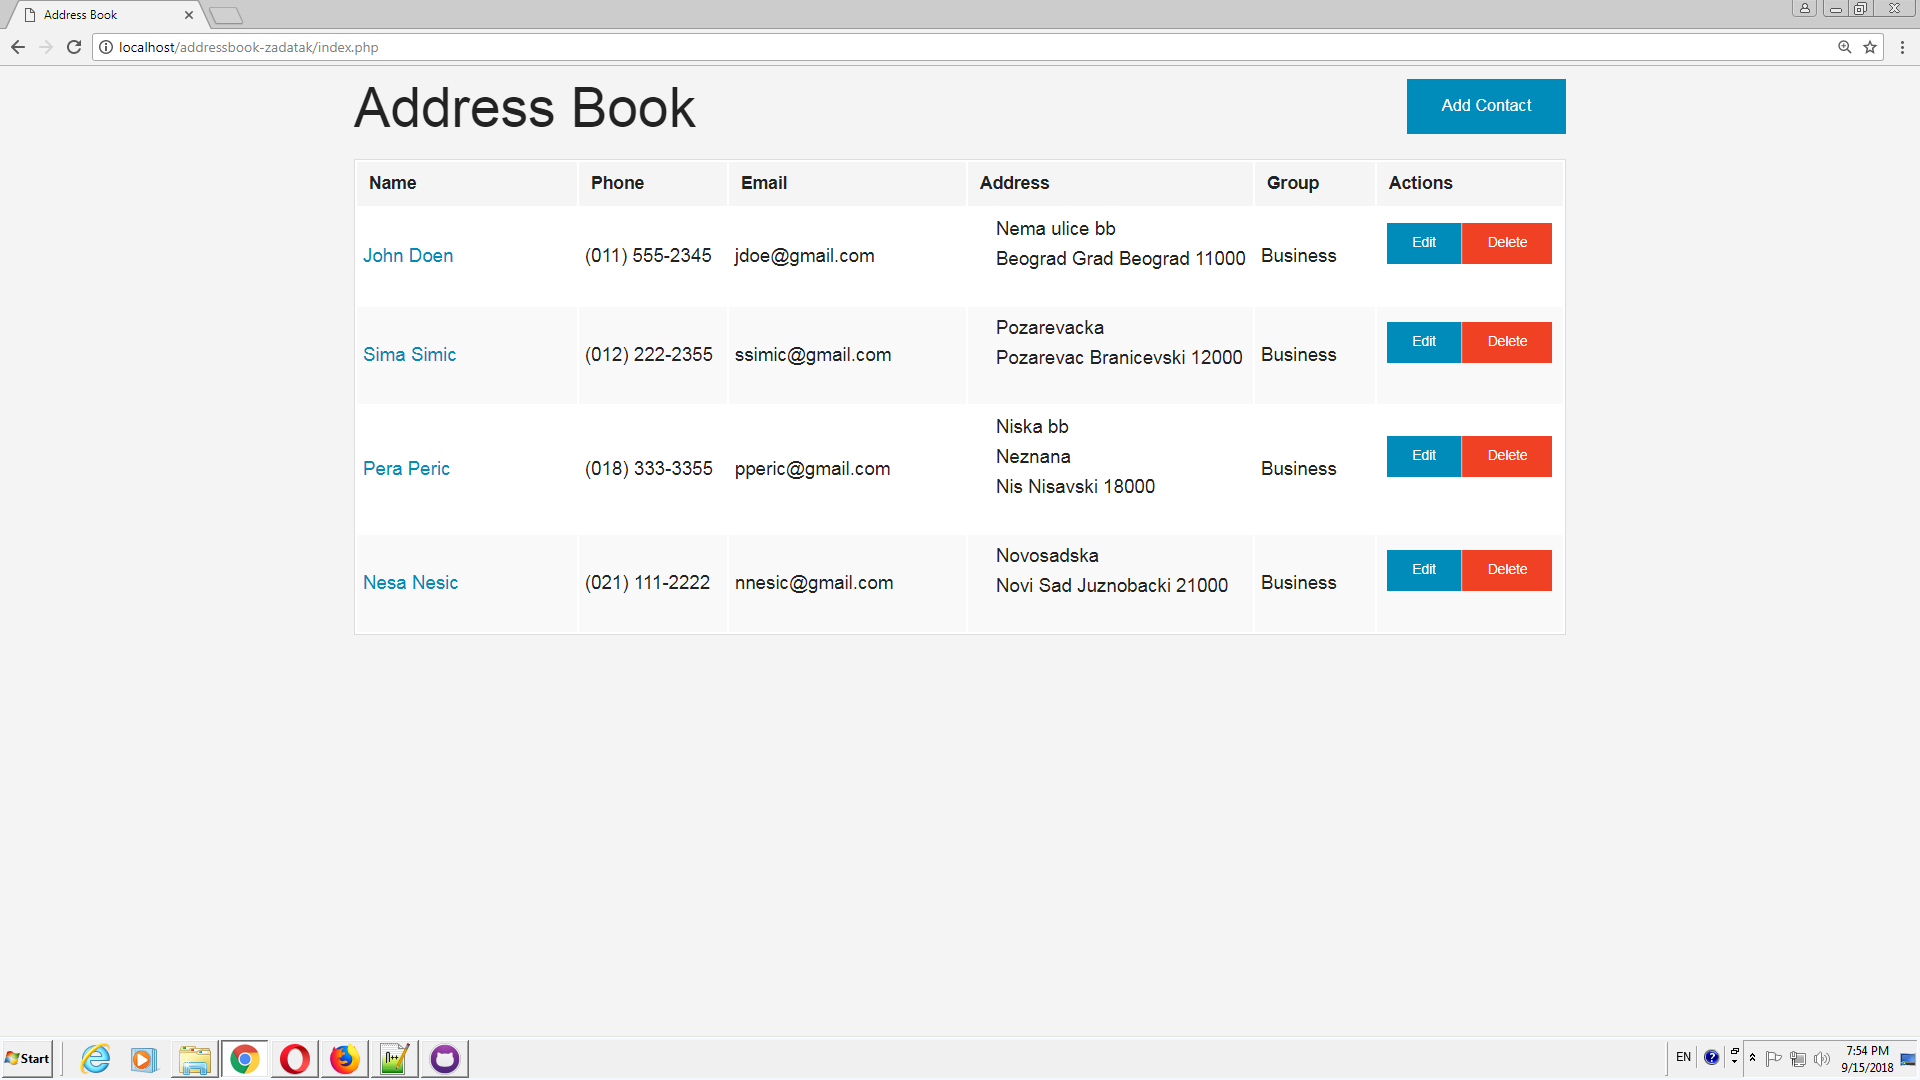 Address Book
localhost/addressbook-zadatak/index.php
Address Book
Add Contact
Name Phone Email Address Group Actions
John Doen (011) 555-2345 jdoe@gmail.com Nema ulice bb
Beograd Grad Beograd 11000 Business Edit Delete
Sima Simic (012) 222-2355 ssimic@gmail.com Pozarevacka
Pozarevac Branicevski 12000 Business Edit Delete
Pera Peric (018) 333-3355 pperic@gmail.com Niska bb
Neznana
Nis Nisavski 18000 Business Edit Delete
Nesa Nesic (021) 111-2222 nnesic@gmail.com Novosadska
Novi Sad Juznobacki 21000 Business Edit Delete
Start
EN
7:54 PM
9/15/2018